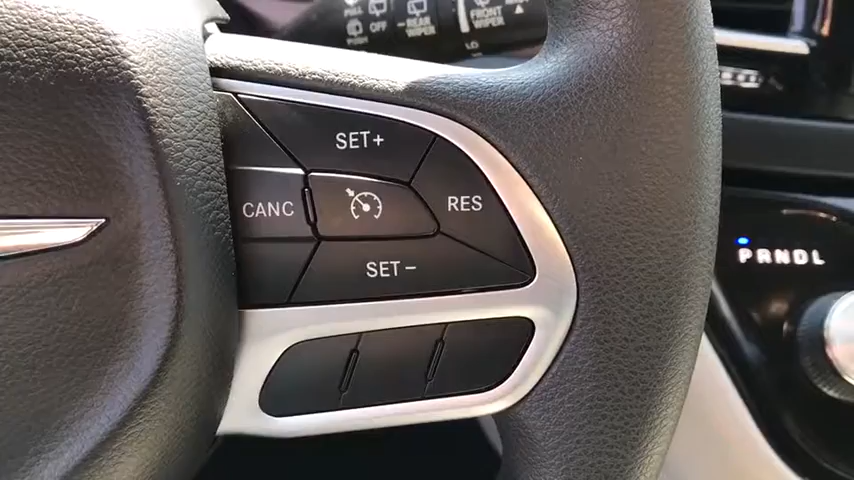 OFF
REAR
WIPER
FRONT
WIPER
LO
SET+
CANC
RES
SET−
PRNDL